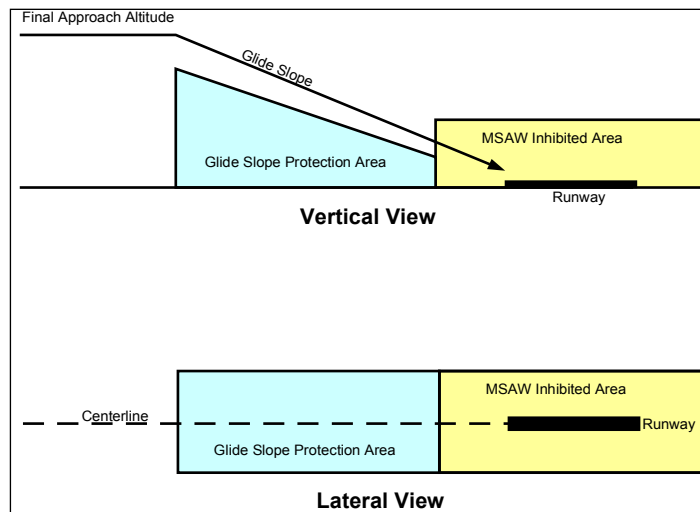 Final Approach Altitude
Glide Slope
MSAW Inhibited Area
Glide Slope Protection Area
Runway
Vertical View
MSAW Inhibited Area
Centerline
Runway
Glide Slope Protection Area
Lateral View